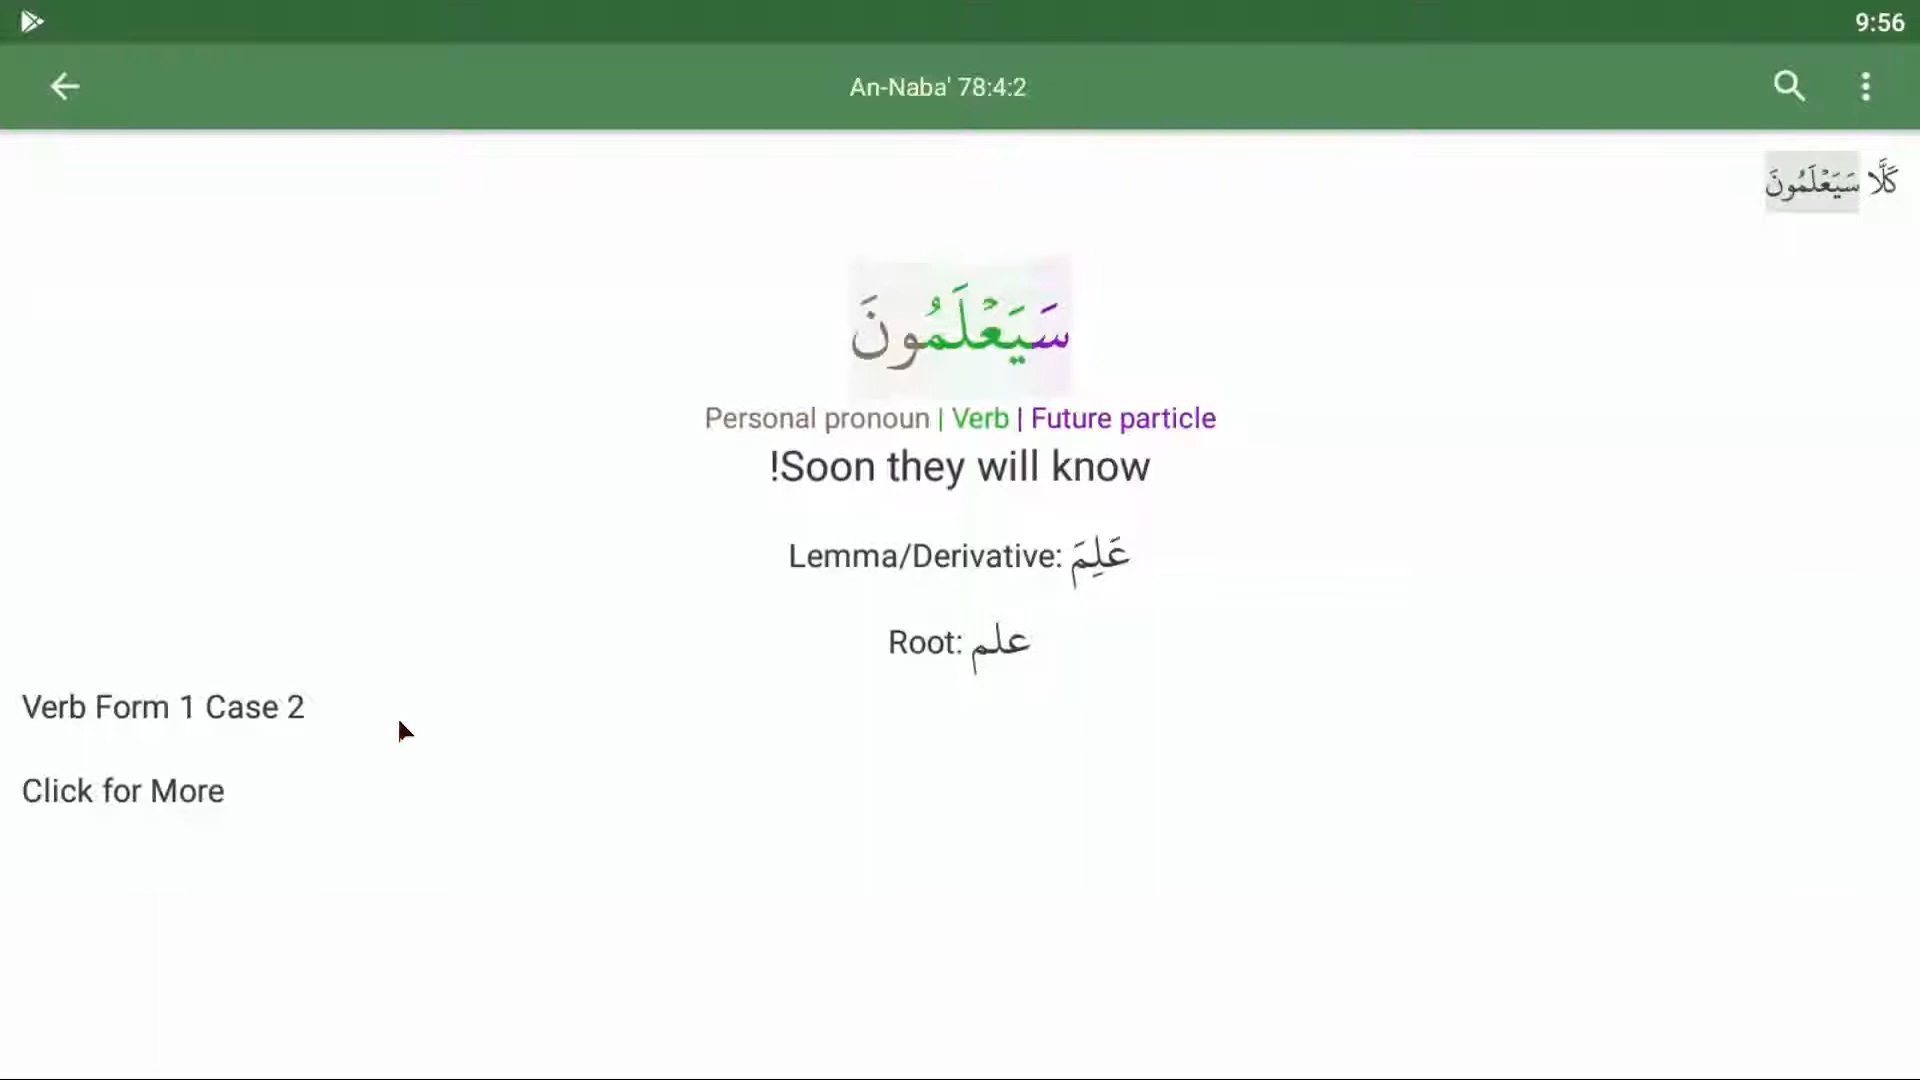 9:56
An-Naba' 78:4:2
كَلَّا سَيَعْلَمُونَ
سَيَعْلَمُونَ
Personal pronoun | Verb | Future particle
!Soon they will know
Lemma/Derivative: عَلِمَ
Root: علم
Verb Form 1 Case 2
Click for More